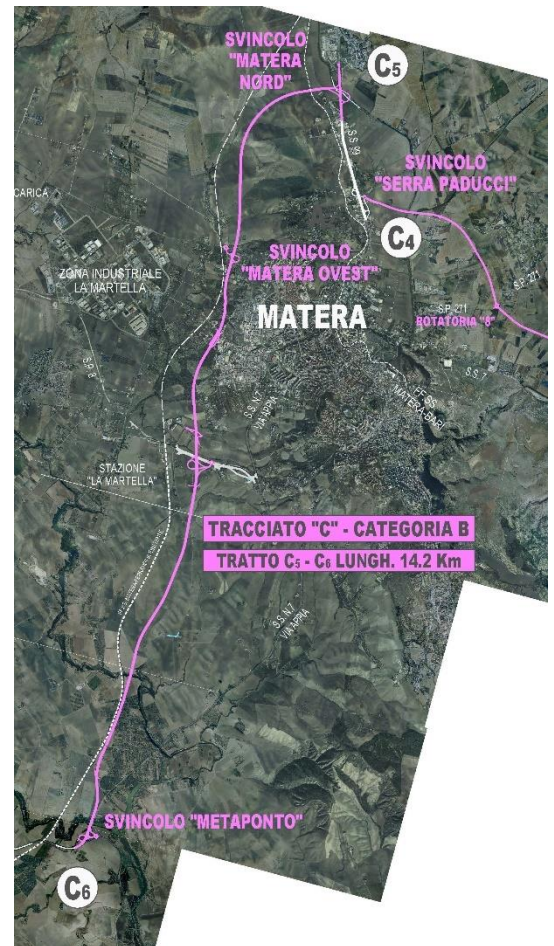 SVINCOLO
"MATERA
NORD"
C5
S.S. 99
SVINCOLO
"SERRA PADUCCI"
C4
CARICA
SVINCOLO
"MATERA OVEST"
ZONA INDUSTRIALE
LA MARTELLA
MATERA
S.P. 271
S.P. 271
ROTATORIA "8"
S.P. 8
S.S. 7
FF.SS.
MATERA-BARI
S.S. N.7
VIA APPIA
STAZIONE
"LA MARTELLA"
TRACCIATO "C" - CATEGORIA B
TRATTO C5 - C6 LUNGH. 14.2 Km
S.S. N.7
VIA APPIA
SVINCOLO "METAPONTO"
C6